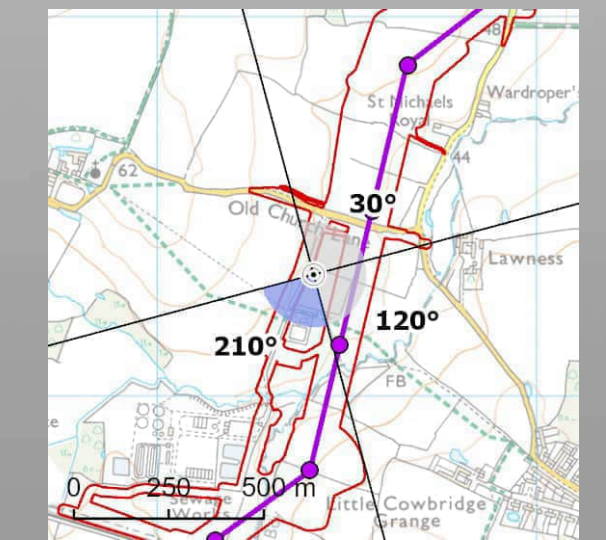 48
St Michaels
Royal
Wardroper's
44
62
30°
Old Church Lane
Lawness
120°
210°
FB
0 250 500 m
Sewage
Works
Little Cowbridge
Grange